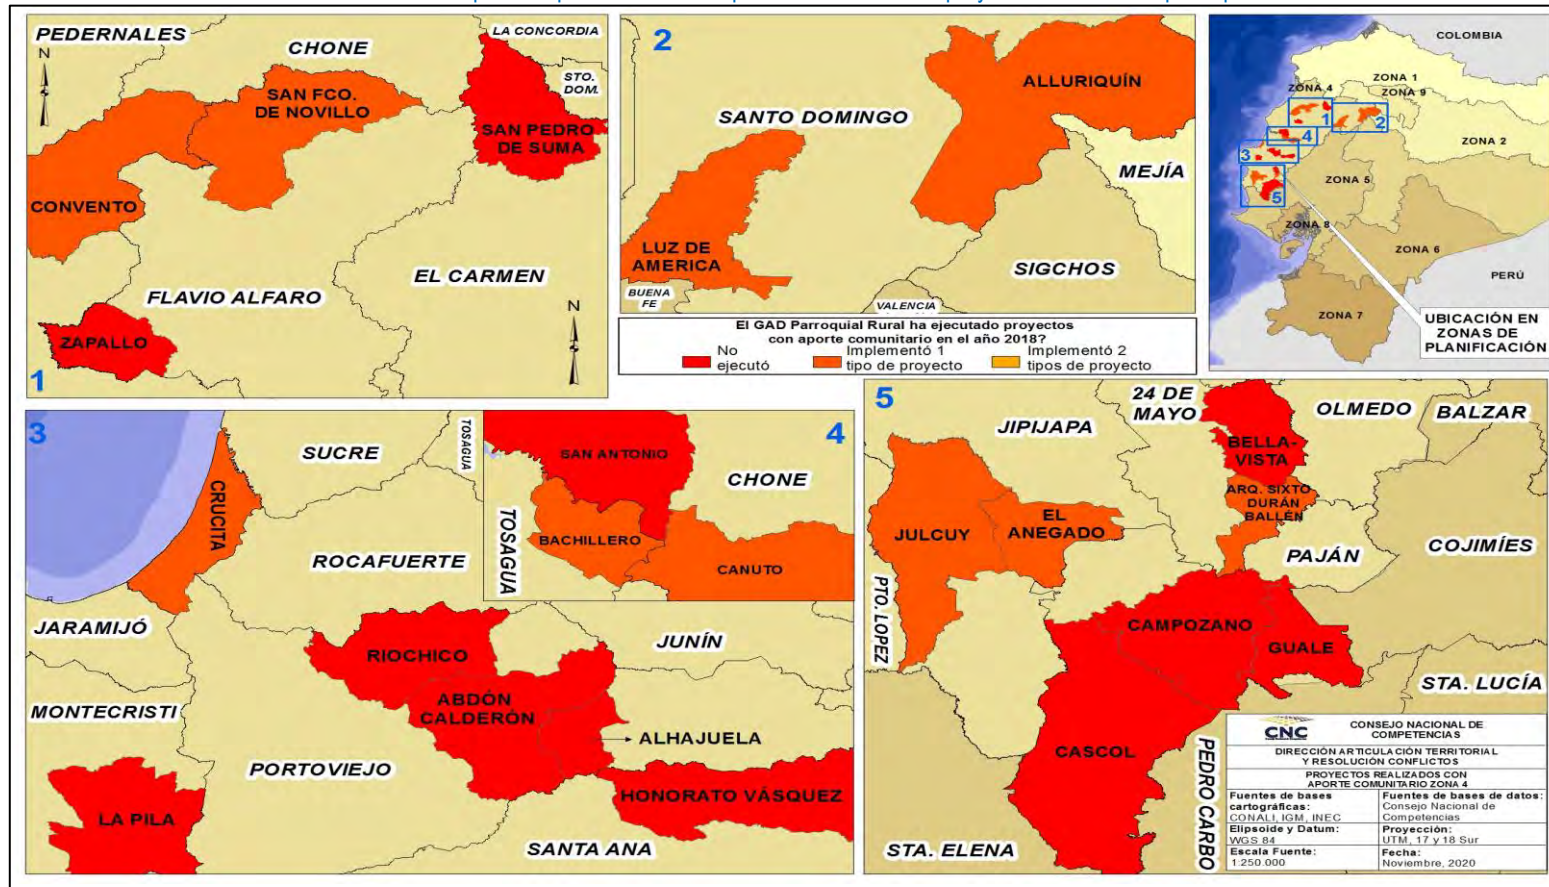 PEDERNALES
CHONE
LA CONCORDIA
N
STO.
DOM.
SAN FCO.
DE NOVILLO
SAN PEDRO
DE SUMA
CONVENTO
FLAVIO ALFARO
EL CARMEN
N
ZAPALLO
1
2
ALLURIQUÍN
SANTO DOMINGO
MEJÍA
LUZ DE
AMERICA
SIGCHOS
BUENA
FE
VALENCIA
El GAD Parroquial Rural ha ejecutado proyectos
con aporte comunitario en el año 2018?
No
ejecutó
Implementó 1
tipo de proyecto
Implementó 2
tipos de proyecto
COLOMBIA
ZONA 1
ZONA 4
ZONA 9
1
2
4
ZONA 2
3
ZONA 5
5
ZONA 8
ZONA 6
PERÚ
ZONA 7
UBICACIÓN EN
ZONAS DE
PLANIFICACIÓN
3
SUCRE
TOSAGUA
CRUCITA
ROCAFUERTE
JARAMIJÓ
RIOCHICO
JUNÍN
ABDÓN
CALDERÓN
MONTECRISTI
ALHAJUELA
PORTOVIEJO
HONORATO VÁSQUEZ
LA PILA
SANTA ANA
4
SAN ANTONIO
CHONE
TOSAGUA
BACHILLERO
CANUTO
5
24 DE
MAYO
OLMEDO
BALZAR
JIPIJAPA
BELLA-
VISTA
ARQ. SIXTO
DURÁN
BALLÉN
JULCUY
EL
ANEGADO
PAJÁN
COJIMÍES
PTO. LOPEZ
CAMPOZANO
GUALE
STA. LUCÍA
CASCOL
PEDRO CARBO
STA. ELENA
CNC
CONSEJO NACIONAL DE
COMPETENCIAS
DIRECCIÓN ARTICULACIÓN TERRITORIAL
Y RESOLUCIÓN CONFLICTOS
PROYECTOS REALIZADOS CON
APORTE COMUNITARIO ZONA 4
Fuentes de bases
cartográficas:
CONALI, IGM, INEC
Fuentes de bases de datos:
Consejo Nacional de
Competencias
Elipsoide y Datum:
WGS 84
Proyección:
UTM, 17 y 18 Sur
Escala Fuente:
1:250.000
Fecha:
Noviembre, 2020